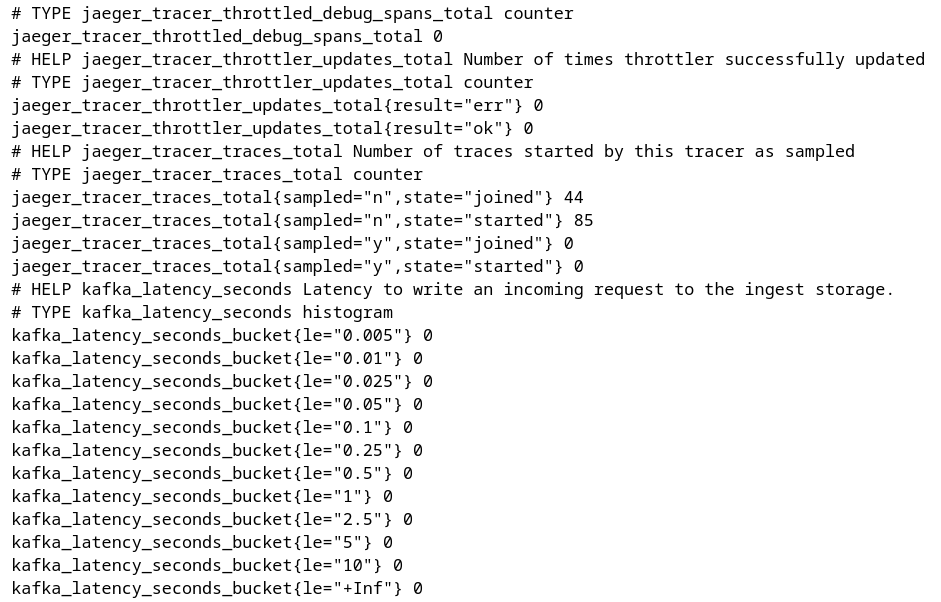 # TYPE jaeger_tracer_throttled_debug_spans_total counter
jaeger_tracer_throttled_debug_spans_total 0
# HELP jaeger_tracer_throttler_updates_total Number of times throttler successfully updated
# TYPE jaeger_tracer_throttler_updates_total counter
jaeger_tracer_throttler_updates_total{result="err"} 0
jaeger_tracer_throttler_updates_total{result="ok"} 0
# HELP jaeger_tracer_traces_total Number of traces started by this tracer as sampled
# TYPE jaeger_tracer_traces_total counter
jaeger_tracer_traces_total{sampled="n",state="joined"} 44
jaeger_tracer_traces_total{sampled="n",state="started"} 85
jaeger_tracer_traces_total{sampled="y",state="joined"} 0
jaeger_tracer_traces_total{sampled="y",state="started"} 0
# HELP kafka_latency_seconds Latency to write an incoming request to the ingest storage.
# TYPE kafka_latency_seconds histogram
kafka_latency_seconds_bucket{le="0.005"} 0
kafka_latency_seconds_bucket{le="0.01"} 0
kafka_latency_seconds_bucket{le="0.025"} 0
kafka_latency_seconds_bucket{le="0.05"} 0
kafka_latency_seconds_bucket{le="0.1"} 0
kafka_latency_seconds_bucket{le="0.25"} 0
kafka_latency_seconds_bucket{le="0.5"} 0
kafka_latency_seconds_bucket{le="1"} 0
kafka_latency_seconds_bucket{le="2.5"} 0
kafka_latency_seconds_bucket{le="5"} 0
kafka_latency_seconds_bucket{le="10"} 0
kafka_latency_seconds_bucket{le="+Inf"} 0